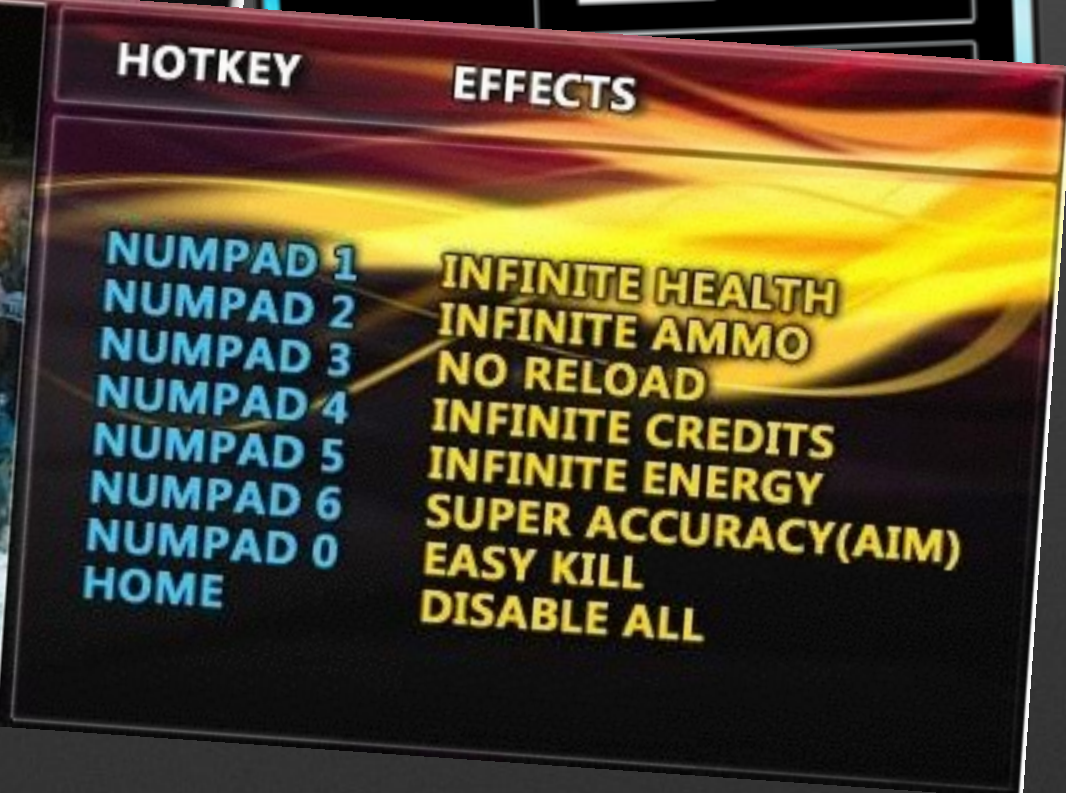 HOTKEY EFFECTS
NUMPAD 1 INFINITE HEALTH
NUMPAD 2 INFINITE AMMO
NUMPAD 3 NO RELOAD
NUMPAD 4 INFINITE CREDITS
NUMPAD 5 INFINITE ENERGY
NUMPAD 6 SUPER ACCURACY(AIM)
NUMPAD 0 EASY KILL
HOME DISABLE ALL